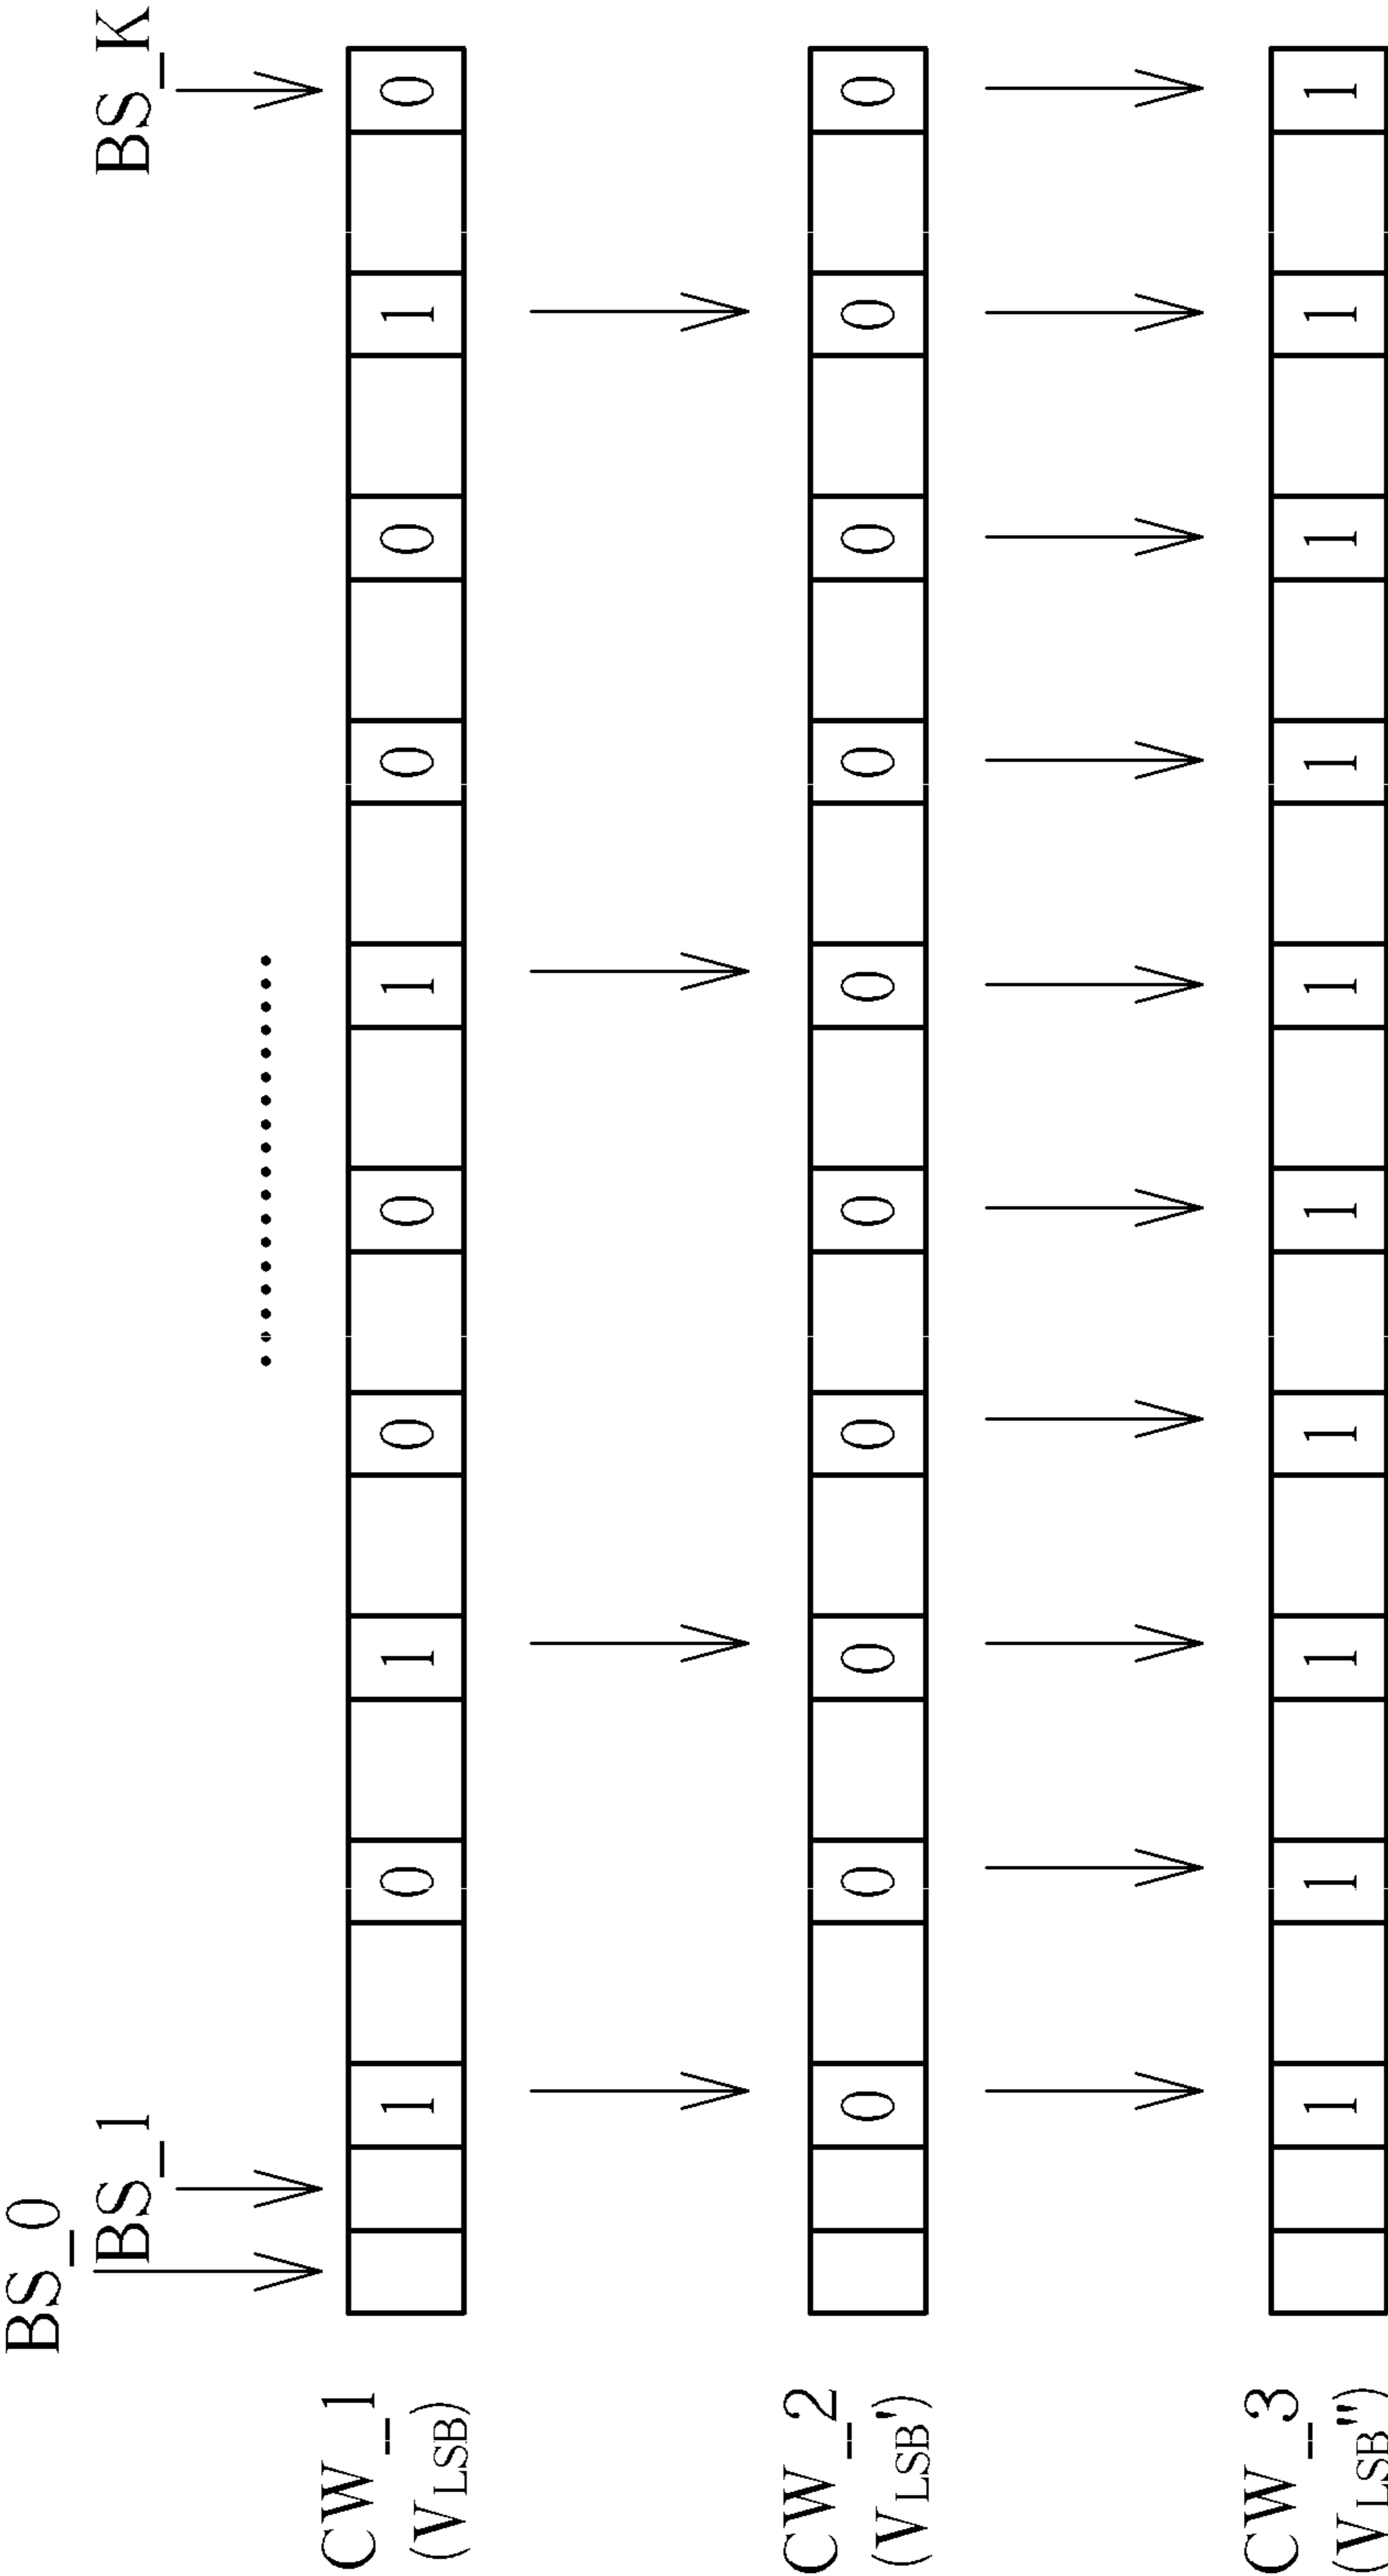 BS_0
BS_1 BS_K
CW_1 1 0 1 0 0 1 0 0 1 0
(V_LSB)
CW_2 0 0 0 0 0 0 0 0 0 0
(V_LSB')
CW_3 1 1 1 1 1 1 1 1 1 1
(V_LSB")